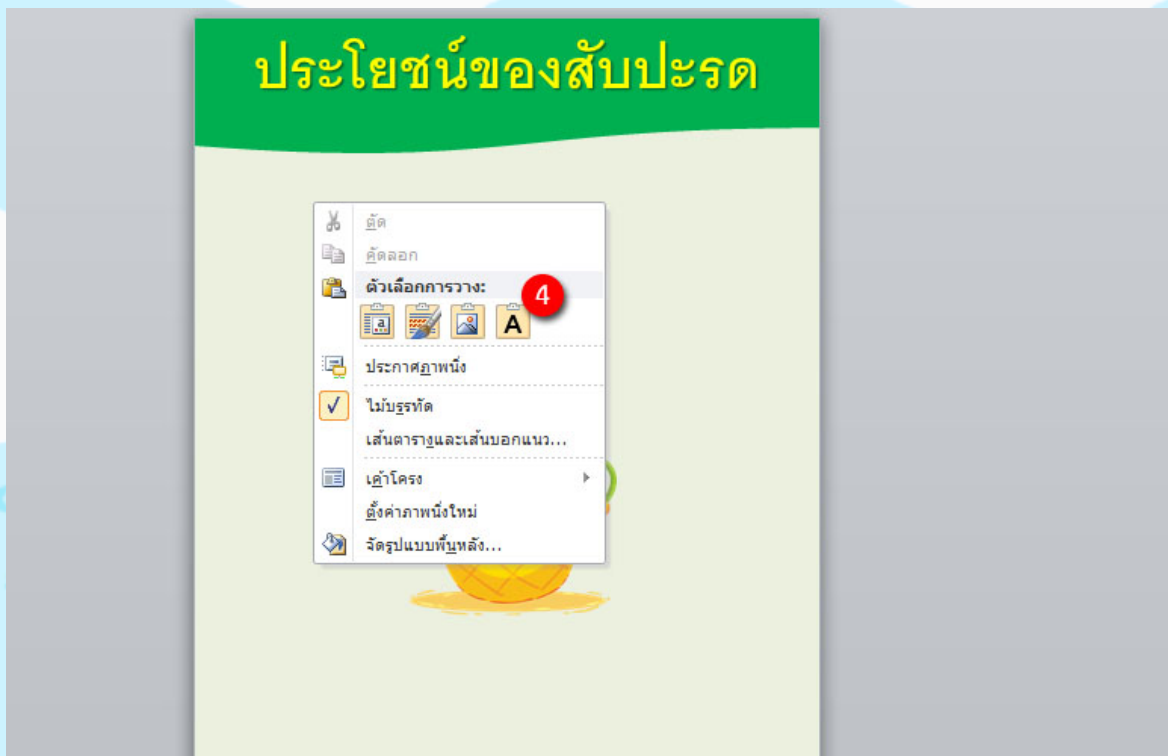 ประโยชน์ของสับปะรด
ตัด
คัดลอก
ตัวเลือกการวาง:
4
A
ประกาศภาพนิ่ง
ไม้บรรทัด
เส้นตารางและเส้นบอกแนว...
เค้าโครง
ตั้งค่าภาพนิ่งใหม่
จัดรูปแบบพื้นหลัง...